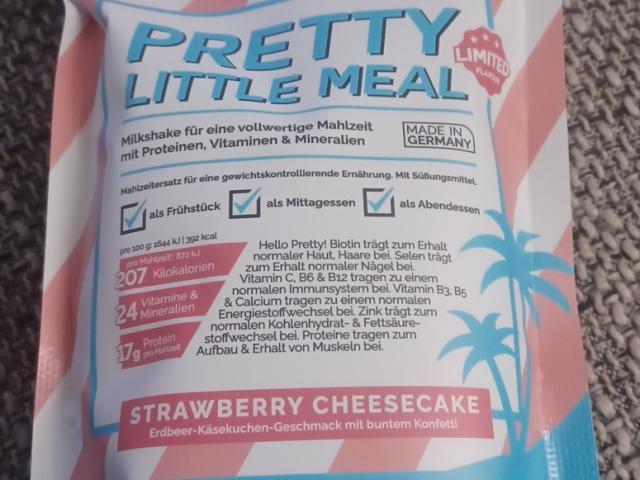 PRETTY
LITTLE MEAL
LIMITED
FLAVOUR
Milkshake für eine vollwertige Mahlzeit
mit Proteinen, Vitaminen & Mineralien
MADE IN
GERMANY
Mahlzeitersatz für eine gewichtskontrollierende Ernährung. Mit Süßungsmittel.
als Frühstück
als Mittagessen
als Abendessen
pro 100 g: 1644 kJ | 392 kcal
pro Mahlzeit: 872 kJ
207 Kilokalorien
24 Vitamine &
Mineralien
17g Protein
pro Mahlzeit
Hello Pretty! Biotin trägt zum Erhalt
normaler Haut, Haare bei. Selen trägt
zum Erhalt normaler Nägel bei.
Vitamin C, B6 & B12 tragen zu einem
normalen Immunsystem bei. Vitamin B3, B5
& Calcium tragen zu einem normalen
Energiestoffwechsel bei. Zink trägt zum
normalen Kohlenhydrat- & Fettsäure-
stoffwechsel bei. Proteine tragen zum
Aufbau & Erhalt von Muskeln bei.
STRAWBERRY CHEESECAKE
Erdbeer-Käsekuchen-Geschmack mit buntem Konfetti